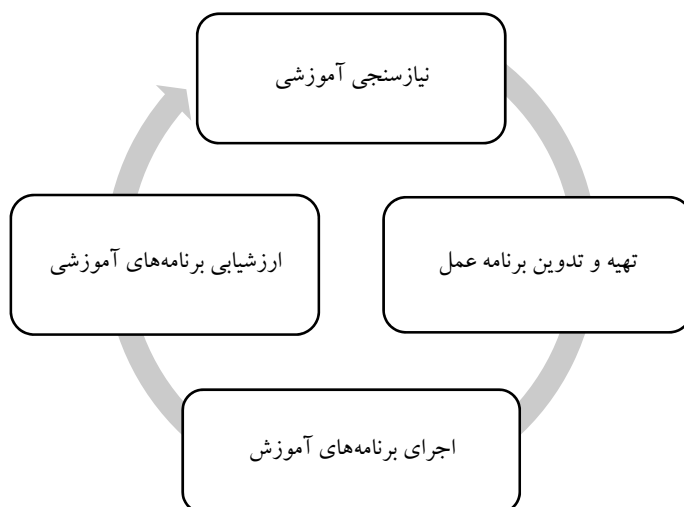 نیازسنجی آموزشی
تهیه و تدوین برنامه عمل
اجرای برنامه‌های آموزش
ارزشیابی برنامه‌های آموزشی